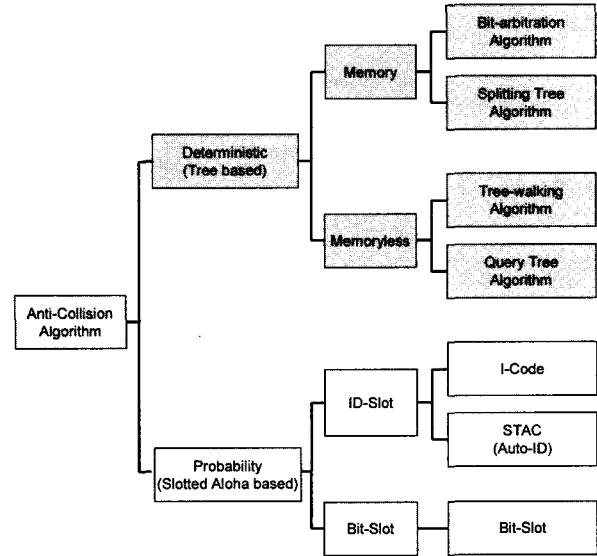 Bit-arbitration
Algorithm
Memory
Splitting Tree
Algorithm
Deterministic
(Tree based)
Tree-walking
Algorithm
Memoryless
Query Tree
Algorithm
Anti-Collision
Algorithm
I-Code
ID-Slot
STAC
(Auto-ID)
Probability
(Slotted Aloha based)
Bit-Slot
Bit-Slot